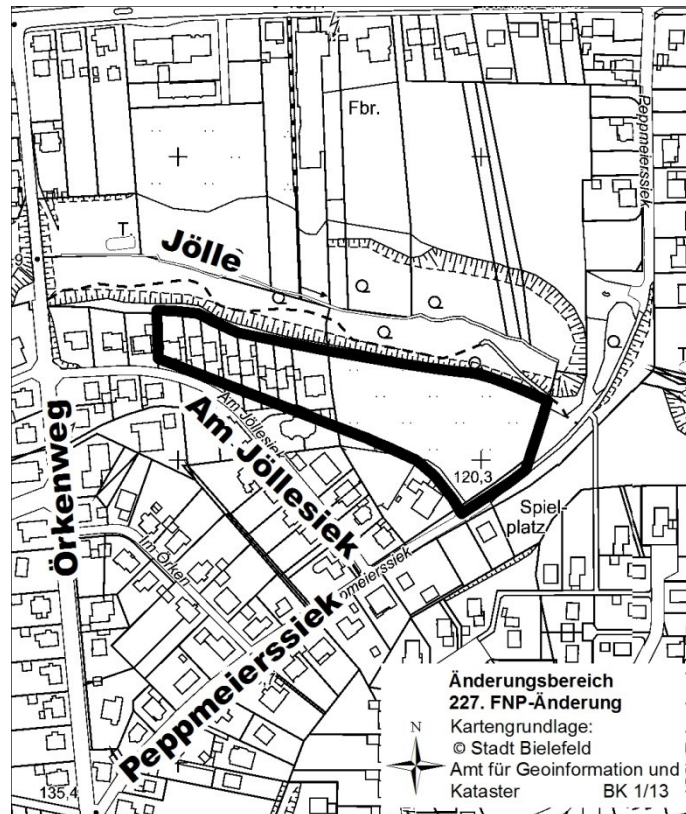 Fbr.
Peppmeierssiek
T
Jölle
Am Jöllesiek
Am Jöllesiek
Örkenweg
120,3
Spiel-
platz
Im Örken
Peppmeierssiek
135,4
Änderungsbereich
227. FNP-Änderung
N
Kartengrundlage:
© Stadt Bielefeld
Amt für Geoinformation und
Kataster BK 1/13